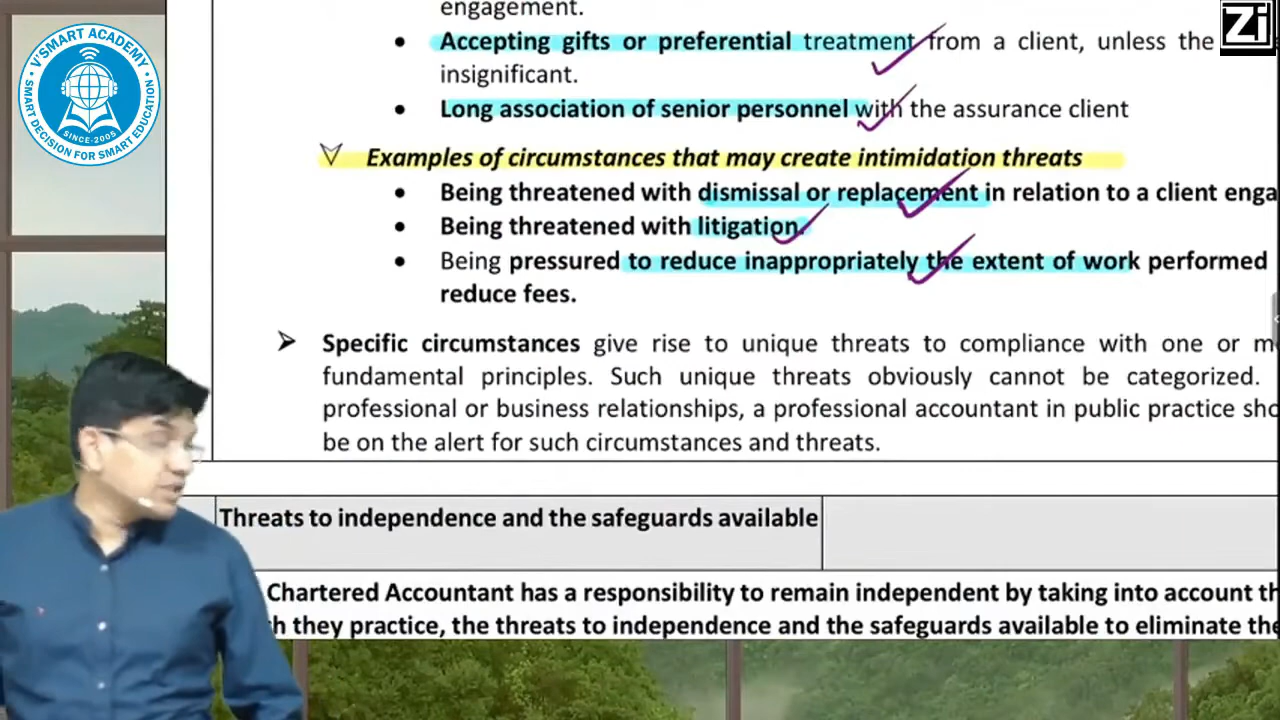 V'SMART ACADEMY
SMART DECISION FOR SMART EDUCATION
SINCE-2005
Zi
engagement.
• Accepting gifts or preferential treatment from a client, unless the
insignificant.
• Long association of senior personnel with the assurance client
Examples of circumstances that may create intimidation threats
• Being threatened with dismissal or replacement in relation to a client enga
• Being threatened with litigation.
• Being pressured to reduce inappropriately the extent of work performed
reduce fees.
➢ Specific circumstances give rise to unique threats to compliance with one or m
fundamental principles. Such unique threats obviously cannot be categorized.
professional or business relationships, a professional accountant in public practice sho
be on the alert for such circumstances and threats.
Threats to independence and the safeguards available
Chartered Accountant has a responsibility to remain independent by taking into account th
h they practice, the threats to independence and the safeguards available to eliminate the